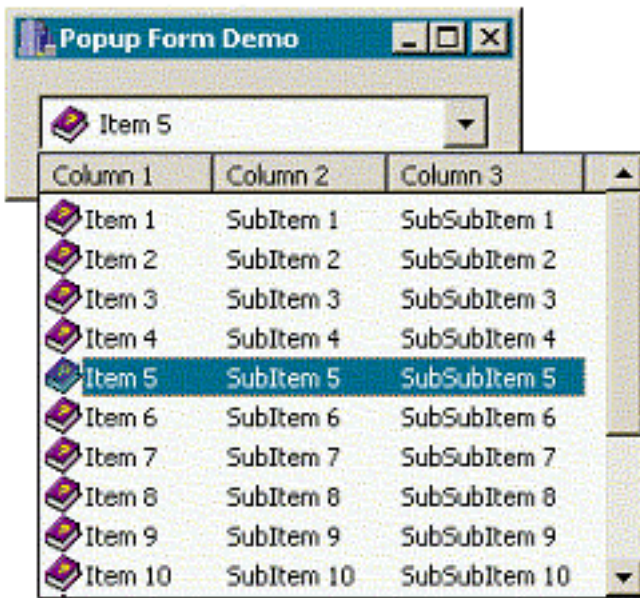 Popup Form Demo
Item 5
Column 1 Column 2 Column 3
Item 1 SubItem 1 SubSubItem 1
Item 2 SubItem 2 SubSubItem 2
Item 3 SubItem 3 SubSubItem 3
Item 4 SubItem 4 SubSubItem 4
Item 5 SubItem 5 SubSubItem 5
Item 6 SubItem 6 SubSubItem 6
Item 7 SubItem 7 SubSubItem 7
Item 8 SubItem 8 SubSubItem 8
Item 9 SubItem 9 SubSubItem 9
Item 10 SubItem 10 SubSubItem 10